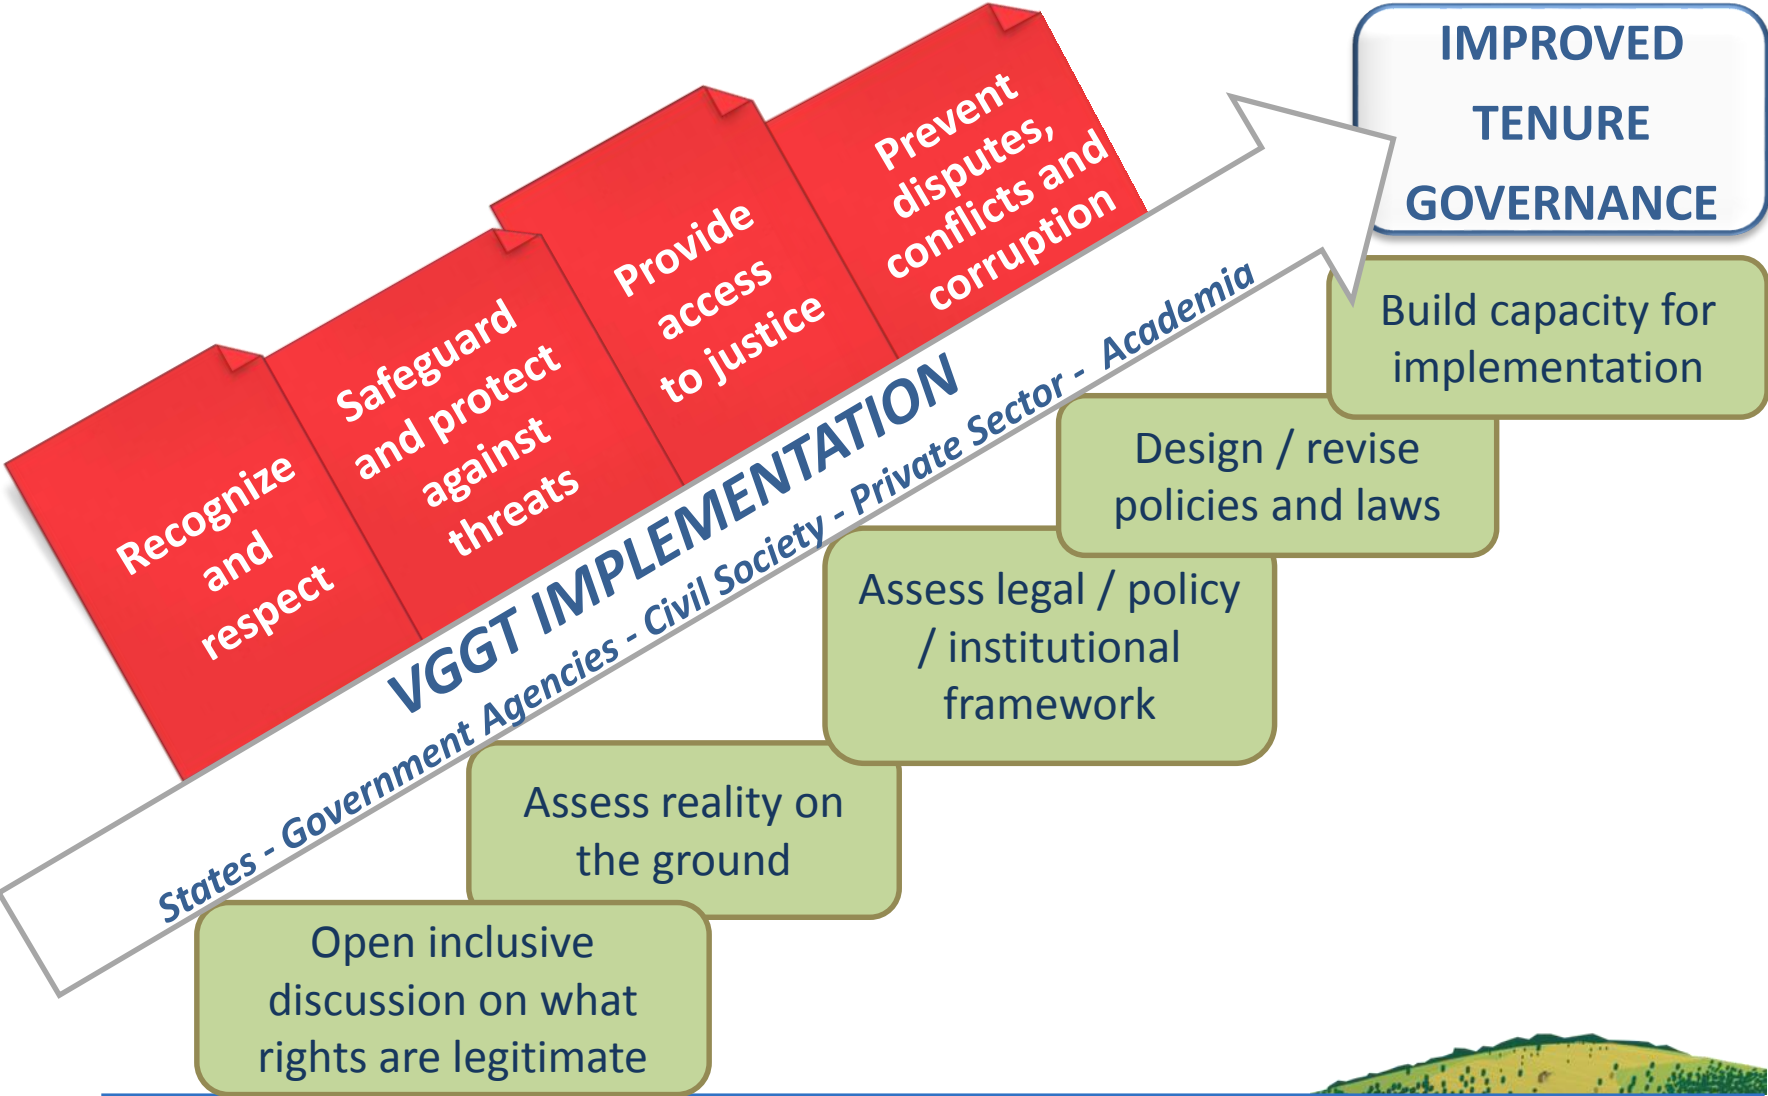 IMPROVED
TENURE
GOVERNANCE
Prevent
disputes,
conflicts and
corruption
Provide
access
to justice
Safeguard
and protect
against
threats
Recognize
and
respect
VGGT IMPLEMENTATION
States - Government Agencies - Civil Society - Private Sector - Academia
Build capacity for
implementation
Design / revise
policies and laws
Assess legal / policy
/ institutional
framework
Assess reality on
the ground
Open inclusive
discussion on what
rights are legitimate